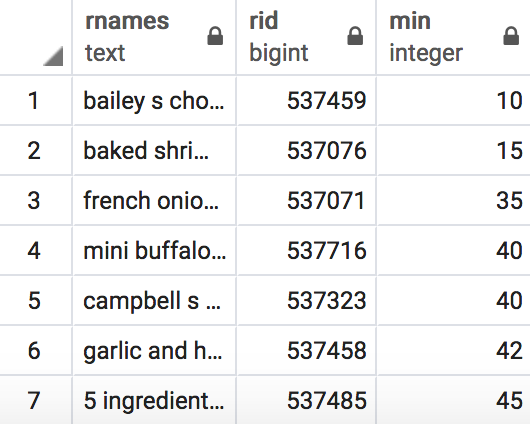 rnames rid min
text bigint integer
1 bailey s cho... 537459 10
2 baked shri... 537076 15
3 french onio... 537071 35
4 mini buffalo... 537716 40
5 campbell s ... 537323 40
6 garlic and h... 537458 42
7 5 ingredient... 537485 45